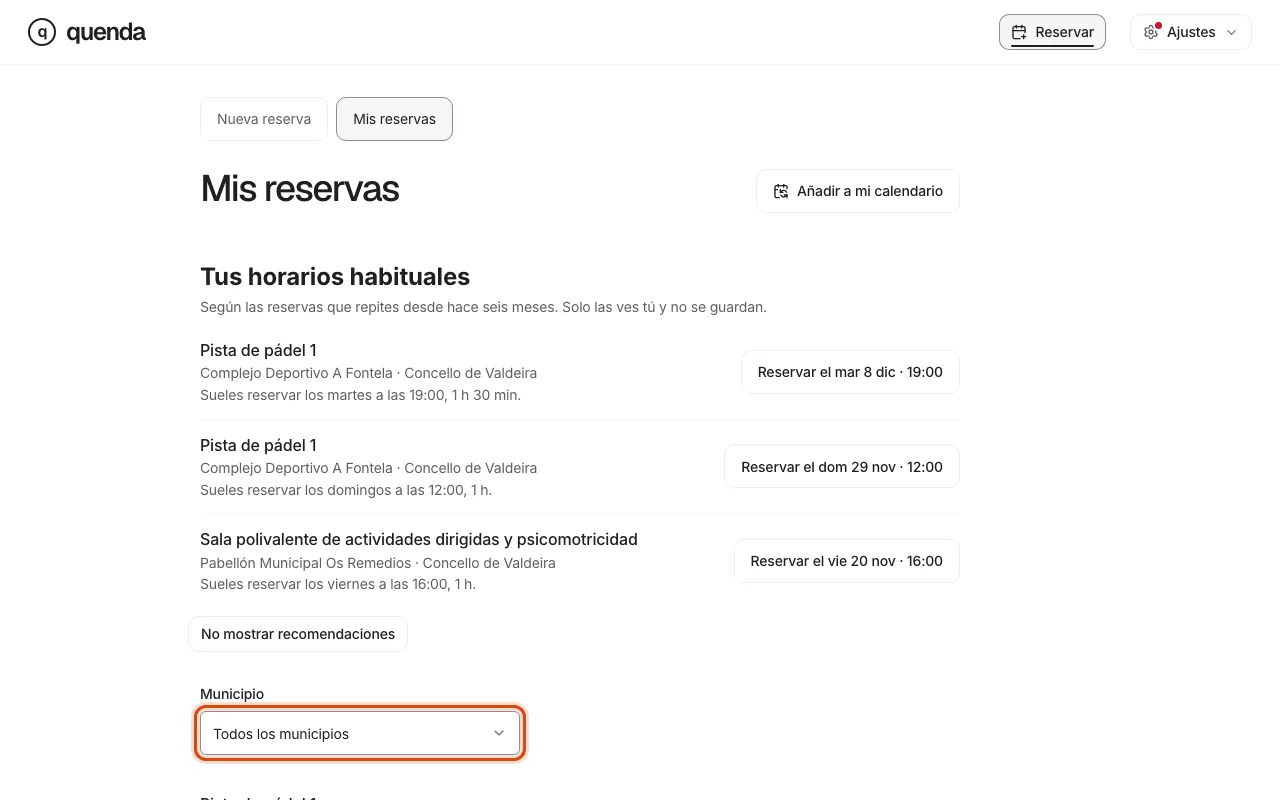 q quenda
Reservar
Ajustes
Nueva reserva
Mis reservas
Mis reservas
Añadir a mi calendario
Tus horarios habituales
Según las reservas que repites desde hace seis meses. Solo las ves tú y no se guardan.
Pista de pádel 1
Complejo Deportivo A Fontela · Concello de Valdeira
Sueles reservar los martes a las 19:00, 1 h 30 min.
Reservar el mar 8 dic · 19:00
Pista de pádel 1
Complejo Deportivo A Fontela · Concello de Valdeira
Sueles reservar los domingos a las 12:00, 1 h.
Reservar el dom 29 nov · 12:00
Sala polivalente de actividades dirigidas y psicomotricidad
Pabellón Municipal Os Remedios · Concello de Valdeira
Sueles reservar los viernes a las 16:00, 1 h.
Reservar el vie 20 nov · 16:00
No mostrar recomendaciones
Municipio
Todos los municipios